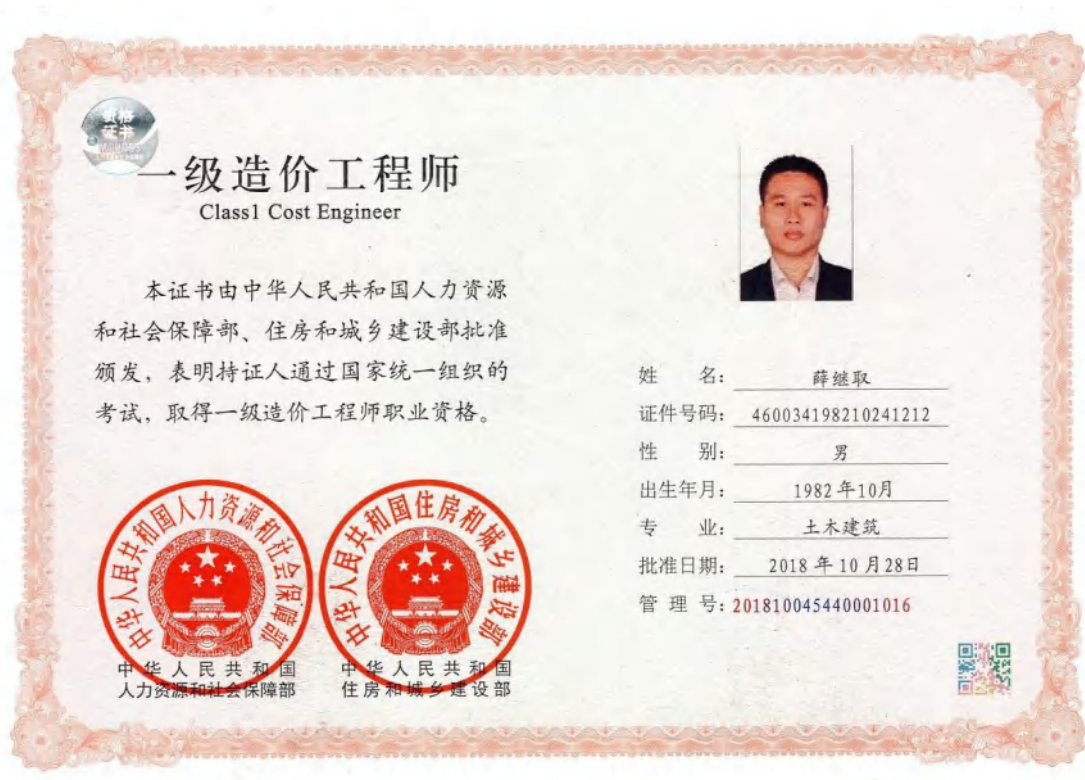 资格
证书
一级造价工程师
Class1 Cost Engineer
本证书由中华人民共和国人力资源
和社会保障部、住房和城乡建设部批准
颁发，表明持证人通过国家统一组织的
考试，取得一级造价工程师职业资格。
中华人民共和国人力资源和社会保障部
中华人民共和国住房和城乡建设部
中华人民共和国
人力资源和社会保障部
中华人民共和国
住房和城乡建设部
姓 名：薛继取
证件号码：460034198210241212
性 别：男
出生年月：1982年10月
专 业：土木建筑
批准日期：2018年10月28日
管 理 号：201810045440001016